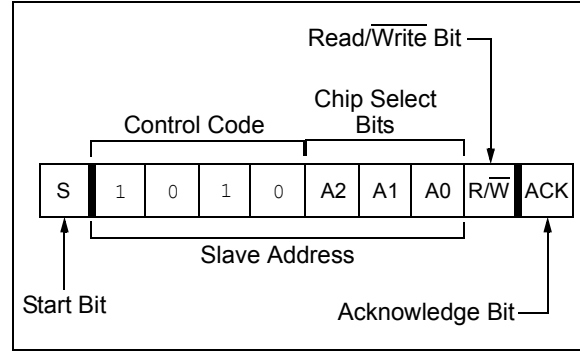 Read/Write Bit
Chip Select
Bits
Control Code
S 1 0 1 0 A2 A1 A0 R/W ACK
Slave Address
Start Bit
Acknowledge Bit